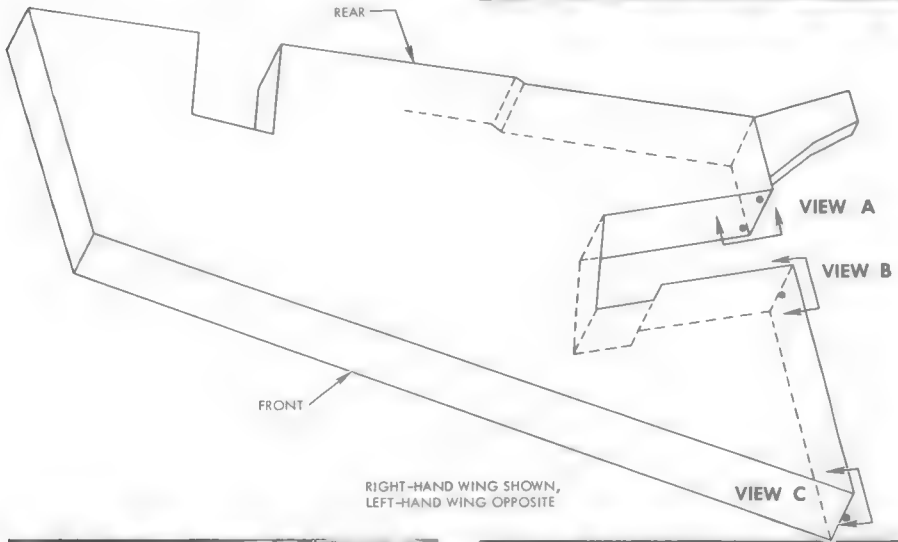 REAR
VIEW A
VIEW B
FRONT
RIGHT-HAND WING SHOWN,
LEFT-HAND WING OPPOSITE
VIEW C